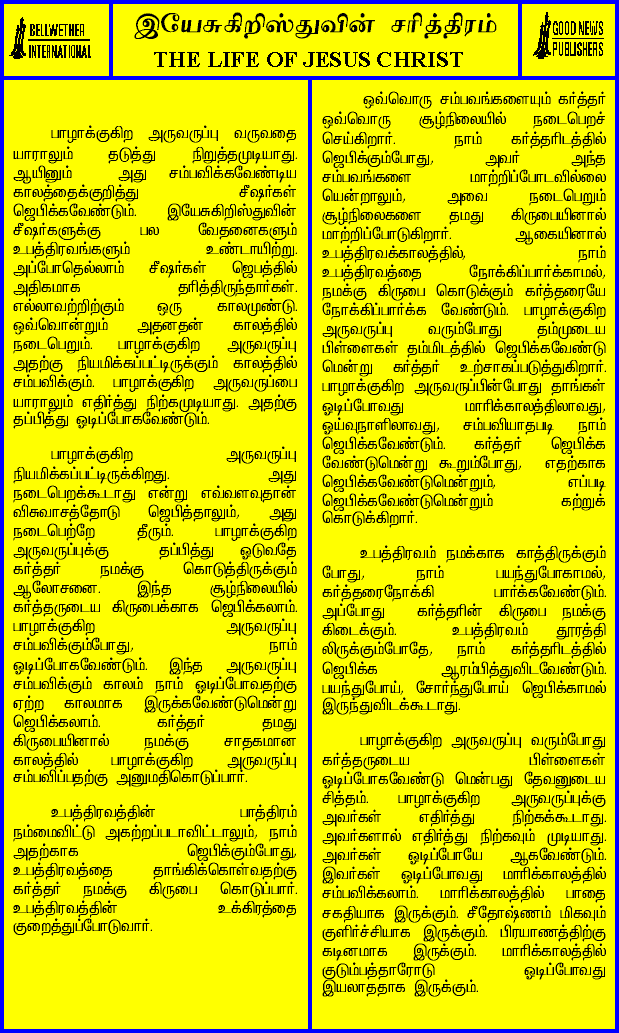 BELLWETHER
INTERNATIONAL
இயேசுகிறிஸ்துவின் சரித்திரம்
THE LIFE OF JESUS CHRIST
GOOD NEWS
PUBLISHERS
பாழாக்குகிற அருவருப்பு வருவதை
யாராலும் தடுத்து நிறுத்தமுடியாது.
ஆயினும் அது சம்பவிக்கவேண்டிய
காலத்தைக்குறித்து சீஷர்கள்
ஜெபிக்கவேண்டும். இயேசுகிறிஸ்துவின்
சீஷர்களுக்கு பல வேதனைகளும்
உபத்திரவங்களும் உண்டாயிற்று.
அப்போதெல்லாம் சீஷர்கள் ஜெபத்தில்
அதிகமாக தரித்திருந்தார்கள்.
எல்லாவற்றிற்கும் ஒரு காலமுண்டு.
ஒவ்வொன்றும் அதனதன் காலத்தில்
நடைபெறும். பாழாக்குகிற அருவருப்பு
அதற்கு நியமிக்கப்பட்டிருக்கும் காலத்தில்
சம்பவிக்கும். பாழாக்குகிற அருவருப்பை
யாராலும் எதிர்த்து நிற்கமுடியாது. அதற்கு
தப்பித்து ஓடிப்போகவேண்டும்.
பாழாக்குகிற அருவருப்பு
நியமிக்கப்பட்டிருக்கிறது. அது
நடைபெறக்கூடாது என்று எவ்வளவுதான்
விசுவாசத்தோடு ஜெபித்தாலும், அது
நடைபெற்றே தீரும். பாழாக்குகிற
அருவருப்புக்கு தப்பித்து ஓடுவதே
கர்த்தர் நமக்கு கொடுத்திருக்கும்
ஆலோசனை. இந்த சூழ்நிலையில்
கர்த்தருடைய கிருபைக்காக ஜெபிக்கலாம்.
பாழாக்குகிற அருவருப்பு
சம்பவிக்கும்போது, நாம்
ஓடிப்போகவேண்டும். இந்த அருவருப்பு
சம்பவிக்கும் காலம் நாம் ஓடிப்போவதற்கு
ஏற்ற காலமாக இருக்கவேண்டுமென்று
ஜெபிக்கலாம். கர்த்தர் தமது
கிருபையினால் நமக்கு சாதகமான
காலத்தில் பாழாக்குகிற அருவருப்பு
சம்பவிப்பதற்கு அனுமதிகொடுப்பார்.
உபத்திரவத்தின் பாத்திரம்
நம்மைவிட்டு அகற்றப்படாவிட்டாலும், நாம்
அதற்காக ஜெபிக்கும்போது,
உபத்திரவத்தை தாங்கிக்கொள்வதற்கு
கர்த்தர் நமக்கு கிருபை கொடுப்பார்.
உபத்திரவத்தின் உக்கிரத்தை
குறைத்துப்போடுவார்.
ஒவ்வொரு சம்பவங்களையும் கர்த்தர்
ஒவ்வொரு சூழ்நிலையில் நடைபெறச்
செய்கிறார். நாம் கர்த்தரிடத்தில்
ஜெபிக்கும்போது, அவர் அந்த
சம்பவங்களை மாற்றிப்போடவில்லை
யென்றாலும், அவை நடைபெறும்
சூழ்நிலைகளை தமது கிருபையினால்
மாற்றிப்போடுகிறார். ஆகையினால்
உபத்திரவக்காலத்தில், நாம்
உபத்திரவத்தை நோக்கிப்பார்க்காமல்,
நமக்கு கிருபை கொடுக்கும் கர்த்தரையே
நோக்கிப்பார்க்க வேண்டும். பாழாக்குகிற
அருவருப்பு வரும்போது தம்முடைய
பிள்ளைகள் தம்மிடத்தில் ஜெபிக்கவேண்டு
மென்று கர்த்தர் உற்சாகப்படுத்துகிறார்.
பாழாக்குகிற அருவருப்பின்போது தாங்கள்
ஓடிப்போவது மாரிக்காலத்திலாவது,
ஓய்வுநாளிலாவது, சம்பவியாதபடி நாம்
ஜெபிக்கவேண்டும். கர்த்தர் ஜெபிக்க
வேண்டுமென்று கூறும்போது, எதற்காக
ஜெபிக்கவேண்டுமென்றும், எப்படி
ஜெபிக்கவேண்டுமென்றும் கற்றுக்
கொடுக்கிறார்.
உபத்திரவம் நமக்காக காத்திருக்கும்
போது, நாம் பயந்துபோகாமல்,
கர்த்தரைநோக்கி பார்க்கவேண்டும்.
அப்போது கர்த்தரின் கிருபை நமக்கு
கிடைக்கும். உபத்திரவம் தூரத்தி
லிருக்கும்போதே, நாம் கர்த்தரிடத்தில்
ஜெபிக்க ஆரம்பித்துவிடவேண்டும்.
பயந்துபோய், சோர்ந்துபோய் ஜெபிக்காமல்
இருந்துவிடக்கூடாது.
பாழாக்குகிற அருவருப்பு வரும்போது
கர்த்தருடைய பிள்ளைகள்
ஓடிப்போகவேண்டு மென்பது தேவனுடைய
சித்தம். பாழாக்குகிற அருவருப்புக்கு
அவர்கள் எதிர்த்து நிற்கக்கூடாது.
அவர்களால் எதிர்த்து நிற்கவும் முடியாது.
அவர்கள் ஓடிப்போயே ஆகவேண்டும்.
இவர்கள் ஓடிப்போவது மாரிக்காலத்தில்
சம்பவிக்கலாம். மாரிக்காலத்தில் பாதை
சகதியாக இருக்கும். சீதோஷ்ணம் மிகவும்
குளிர்ச்சியாக இருக்கும். பிரயாணத்திற்கு
கடினமாக இருக்கும். மாரிக்காலத்தில்
குடும்பத்தாரோடு ஓடிப்போவது
இயலாததாக இருக்கும்.